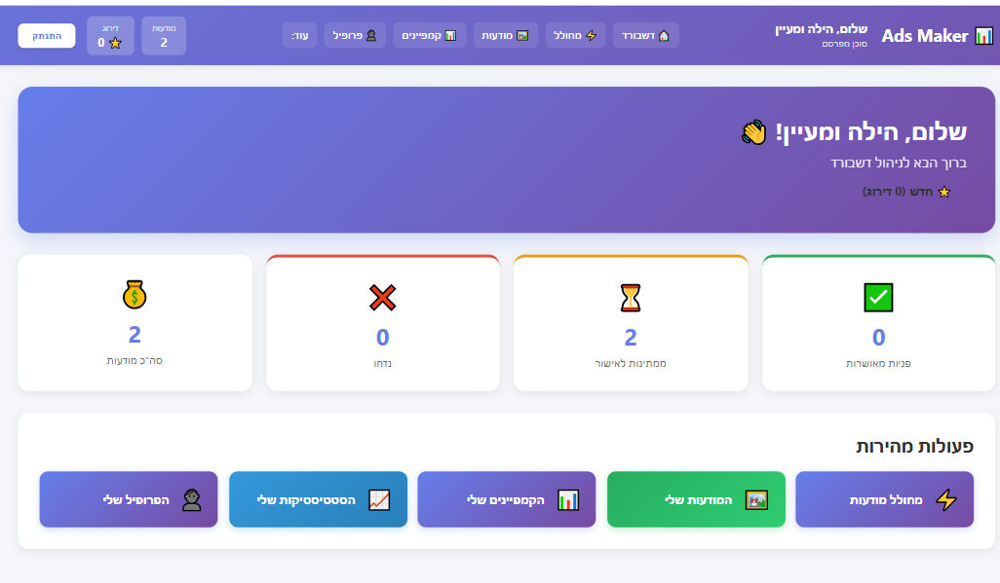 📊 Ads Maker
שלום, הילה ומעיין
סוכן מפרסם
🏠 דשבורד
⚡ מחולל
🖼️ מודעות
📊 קמפיינים
👤 פרופיל
עוד:
מודעות
2
דירוג
⭐ 0
התנתק
שלום, הילה ומעיין! 👋
ברוך הבא לניהול דשבורד
⭐ חדש (0 דירוג)
✅
0
פניות מאושרות
⏳
2
ממתינות לאישור
❌
0
נדחו
💰
2
סה"כ מודעות
פעולות מהירות
⚡ מחולל מודעות
🖼️ המודעות שלי
📊 הקמפיינים שלי
📈 הסטטיסטיקות שלי
👤 הפרופיל שלי